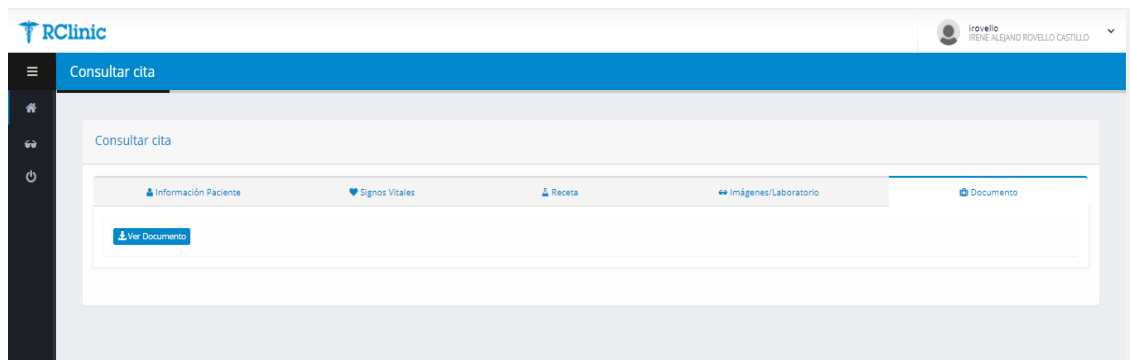 RClinic
irovello
IRENE ALEJAND ROVELLO CASTILLO
Consultar cita
Consultar cita
Información Paciente
Signos Vitales
Receta
Imágenes/Laboratorio
Documento
Ver Documento